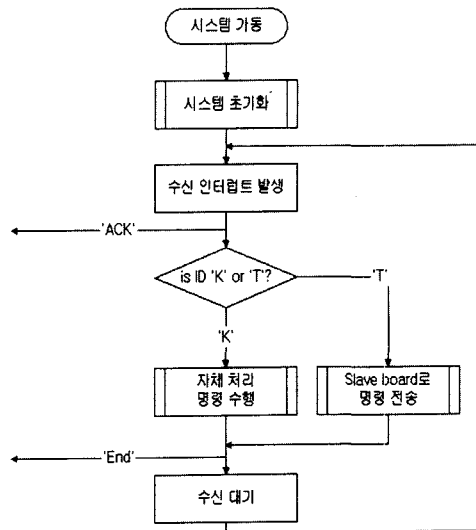 시스템 가동
시스템 초기화
수신 인터럽트 발생
'ACK'
is ID 'K' or 'T'?
'T'
'K'
자체 처리
명령 수행
Slave board로
명령 전송
'End'
수신 대기